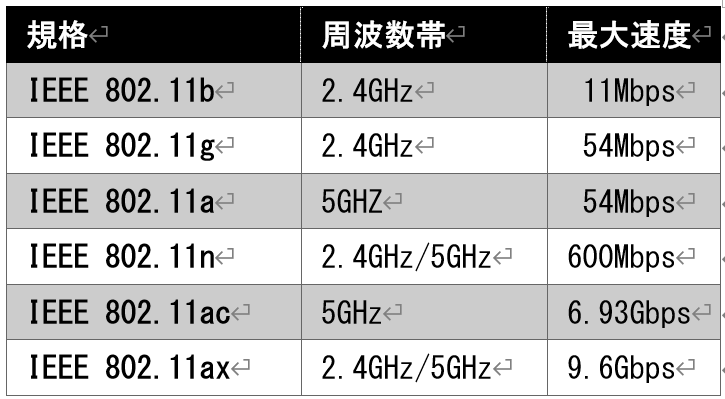 規格 周波数帯 最大速度
IEEE 802.11b 2.4GHz 11Mbps
IEEE 802.11g 2.4GHz 54Mbps
IEEE 802.11a 5GHZ 54Mbps
IEEE 802.11n 2.4GHz/5GHz 600Mbps
IEEE 802.11ac 5GHz 6.93Gbps
IEEE 802.11ax 2.4GHz/5GHz 9.6Gbps